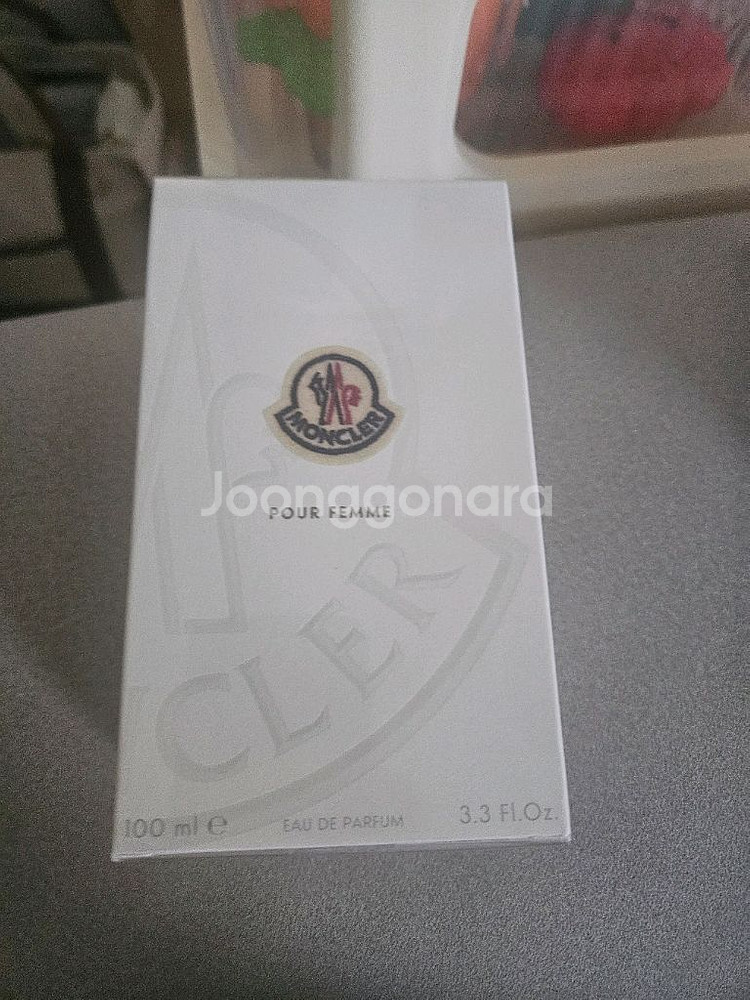 MONCLER
Joonggonara
POUR FEMME
CLER
100 ml e EAU DE PARFUM 3.3 Fl.Oz.